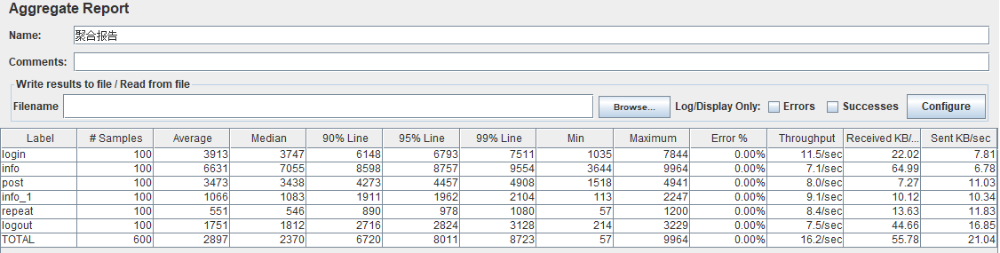 Aggregate Report
Name: 聚合报告
Comments:
Write results to file / Read from file
Filename Browse... Log/Display Only: Errors Successes Configure
Label # Samples Average Median 90% Line 95% Line 99% Line Min Maximum Error % Throughput Received KB/... Sent KB/sec
login 100 3913 3747 6148 6793 7511 1035 7844 0.00% 11.5/sec 22.02 7.81
info 100 6631 7055 8598 8757 9554 3644 9964 0.00% 7.1/sec 64.99 6.78
post 100 3473 3438 4273 4457 4908 1518 4941 0.00% 8.0/sec 7.27 11.03
info_1 100 1066 1083 1911 1962 2104 113 2247 0.00% 9.1/sec 10.12 10.34
repeat 100 551 546 890 978 1080 57 1200 0.00% 8.4/sec 13.63 11.83
logout 100 1751 1812 2716 2824 3128 214 3229 0.00% 7.5/sec 44.66 16.85
TOTAL 600 2897 2370 6720 8011 8723 57 9964 0.00% 16.2/sec 55.78 21.04